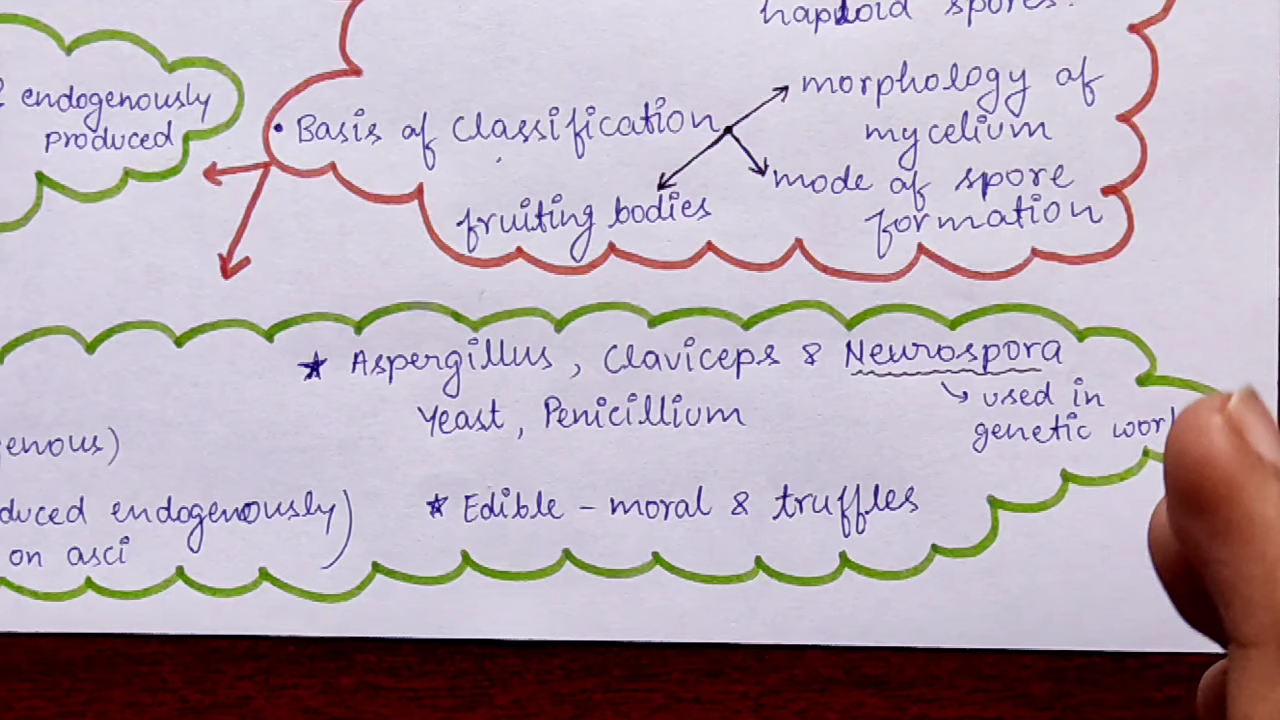 haploid spores.
endogenously
produced
• Basis of classification
morphology of
mycelium
mode of spore
formation
fruiting bodies
★ Aspergillus, Claviceps & Neurospora
Yeast, Penicillium
↳ used in
genetic work
enous)
duced endogenously)
on asci
★ Edible - moral & truffles